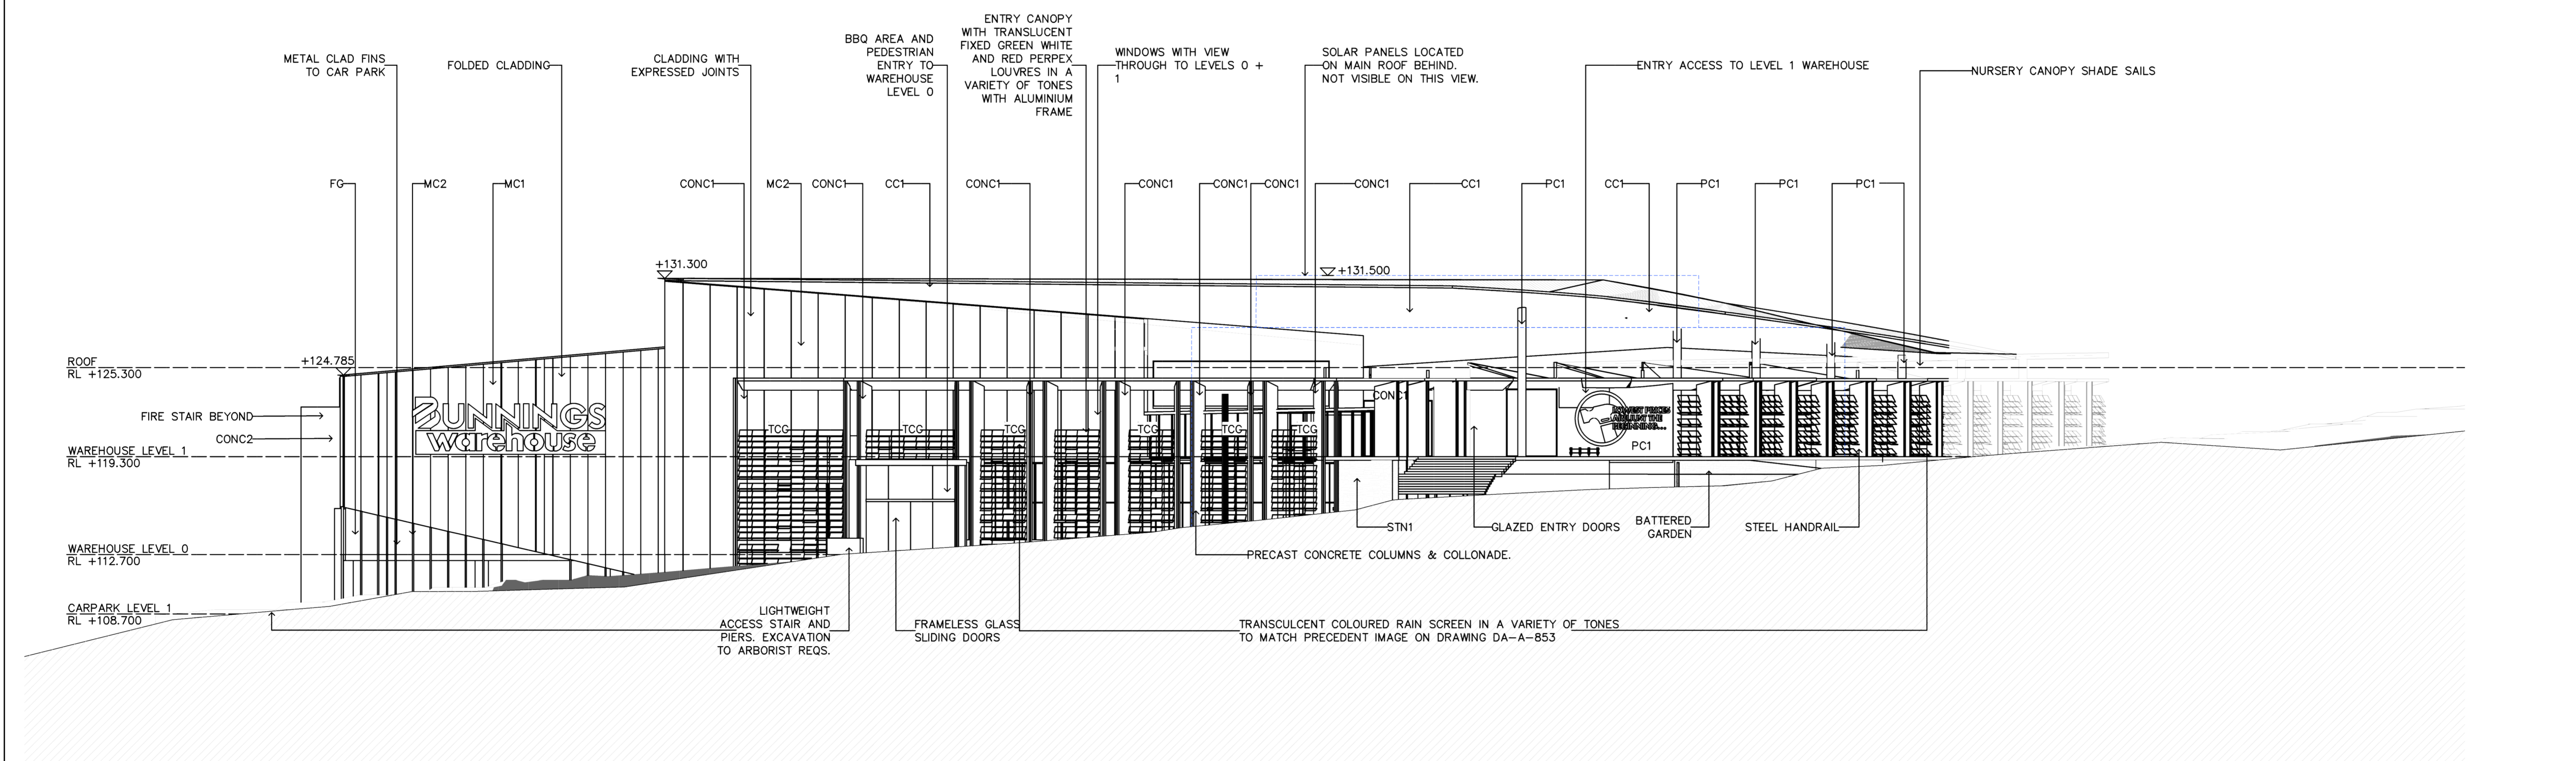 METAL CLAD FINS
TO CAR PARK
FOLDED CLADDING
CLADDING WITH
EXPRESSED JOINTS
BBQ AREA AND
PEDESTRIAN
ENTRY TO
WAREHOUSE
LEVEL 0
ENTRY CANOPY
WITH TRANSLUCENT
FIXED GREEN WHITE
AND RED PERPEX
LOUVRES IN A
VARIETY OF TONES
WITH ALUMINIUM
FRAME
WINDOWS WITH VIEW
THROUGH TO LEVELS 0 +
1
SOLAR PANELS LOCATED
ON MAIN ROOF BEHIND.
NOT VISIBLE ON THIS VIEW.
ENTRY ACCESS TO LEVEL 1 WAREHOUSE
NURSERY CANOPY SHADE SAILS
FG
MC2
MC1
CONC1
MC2
CONC1
CC1
CONC1
CONC1
CONC1
CONC1
CONC1
CC1
PC1
CC1
PC1
PC1
PC1
+131.300
+131.500
+124.785
ROOF
RL +125.300
FIRE STAIR BEYOND
CONC2
BUNNINGS
warehouse
CONC1
LOWEST PRICES
ARE JUST THE
BEGINNING...
PC1
TCG
TCG
TCG
TCG
TCG
TCG
WAREHOUSE LEVEL 1
RL +119.300
STN1
GLAZED ENTRY DOORS
BATTERED
GARDEN
STEEL HANDRAIL
WAREHOUSE LEVEL 0
RL +112.700
PRECAST CONCRETE COLUMNS & COLLONADE.
CARPARK LEVEL 1
RL +108.700
LIGHTWEIGHT
ACCESS STAIR AND
PIERS. EXCAVATION
TO ARBORIST REQS.
FRAMELESS GLASS
SLIDING DOORS
TRANSCULCENT COLOURED RAIN SCREEN IN A VARIETY OF TONES
TO MATCH PRECEDENT IMAGE ON DRAWING DA-A-853